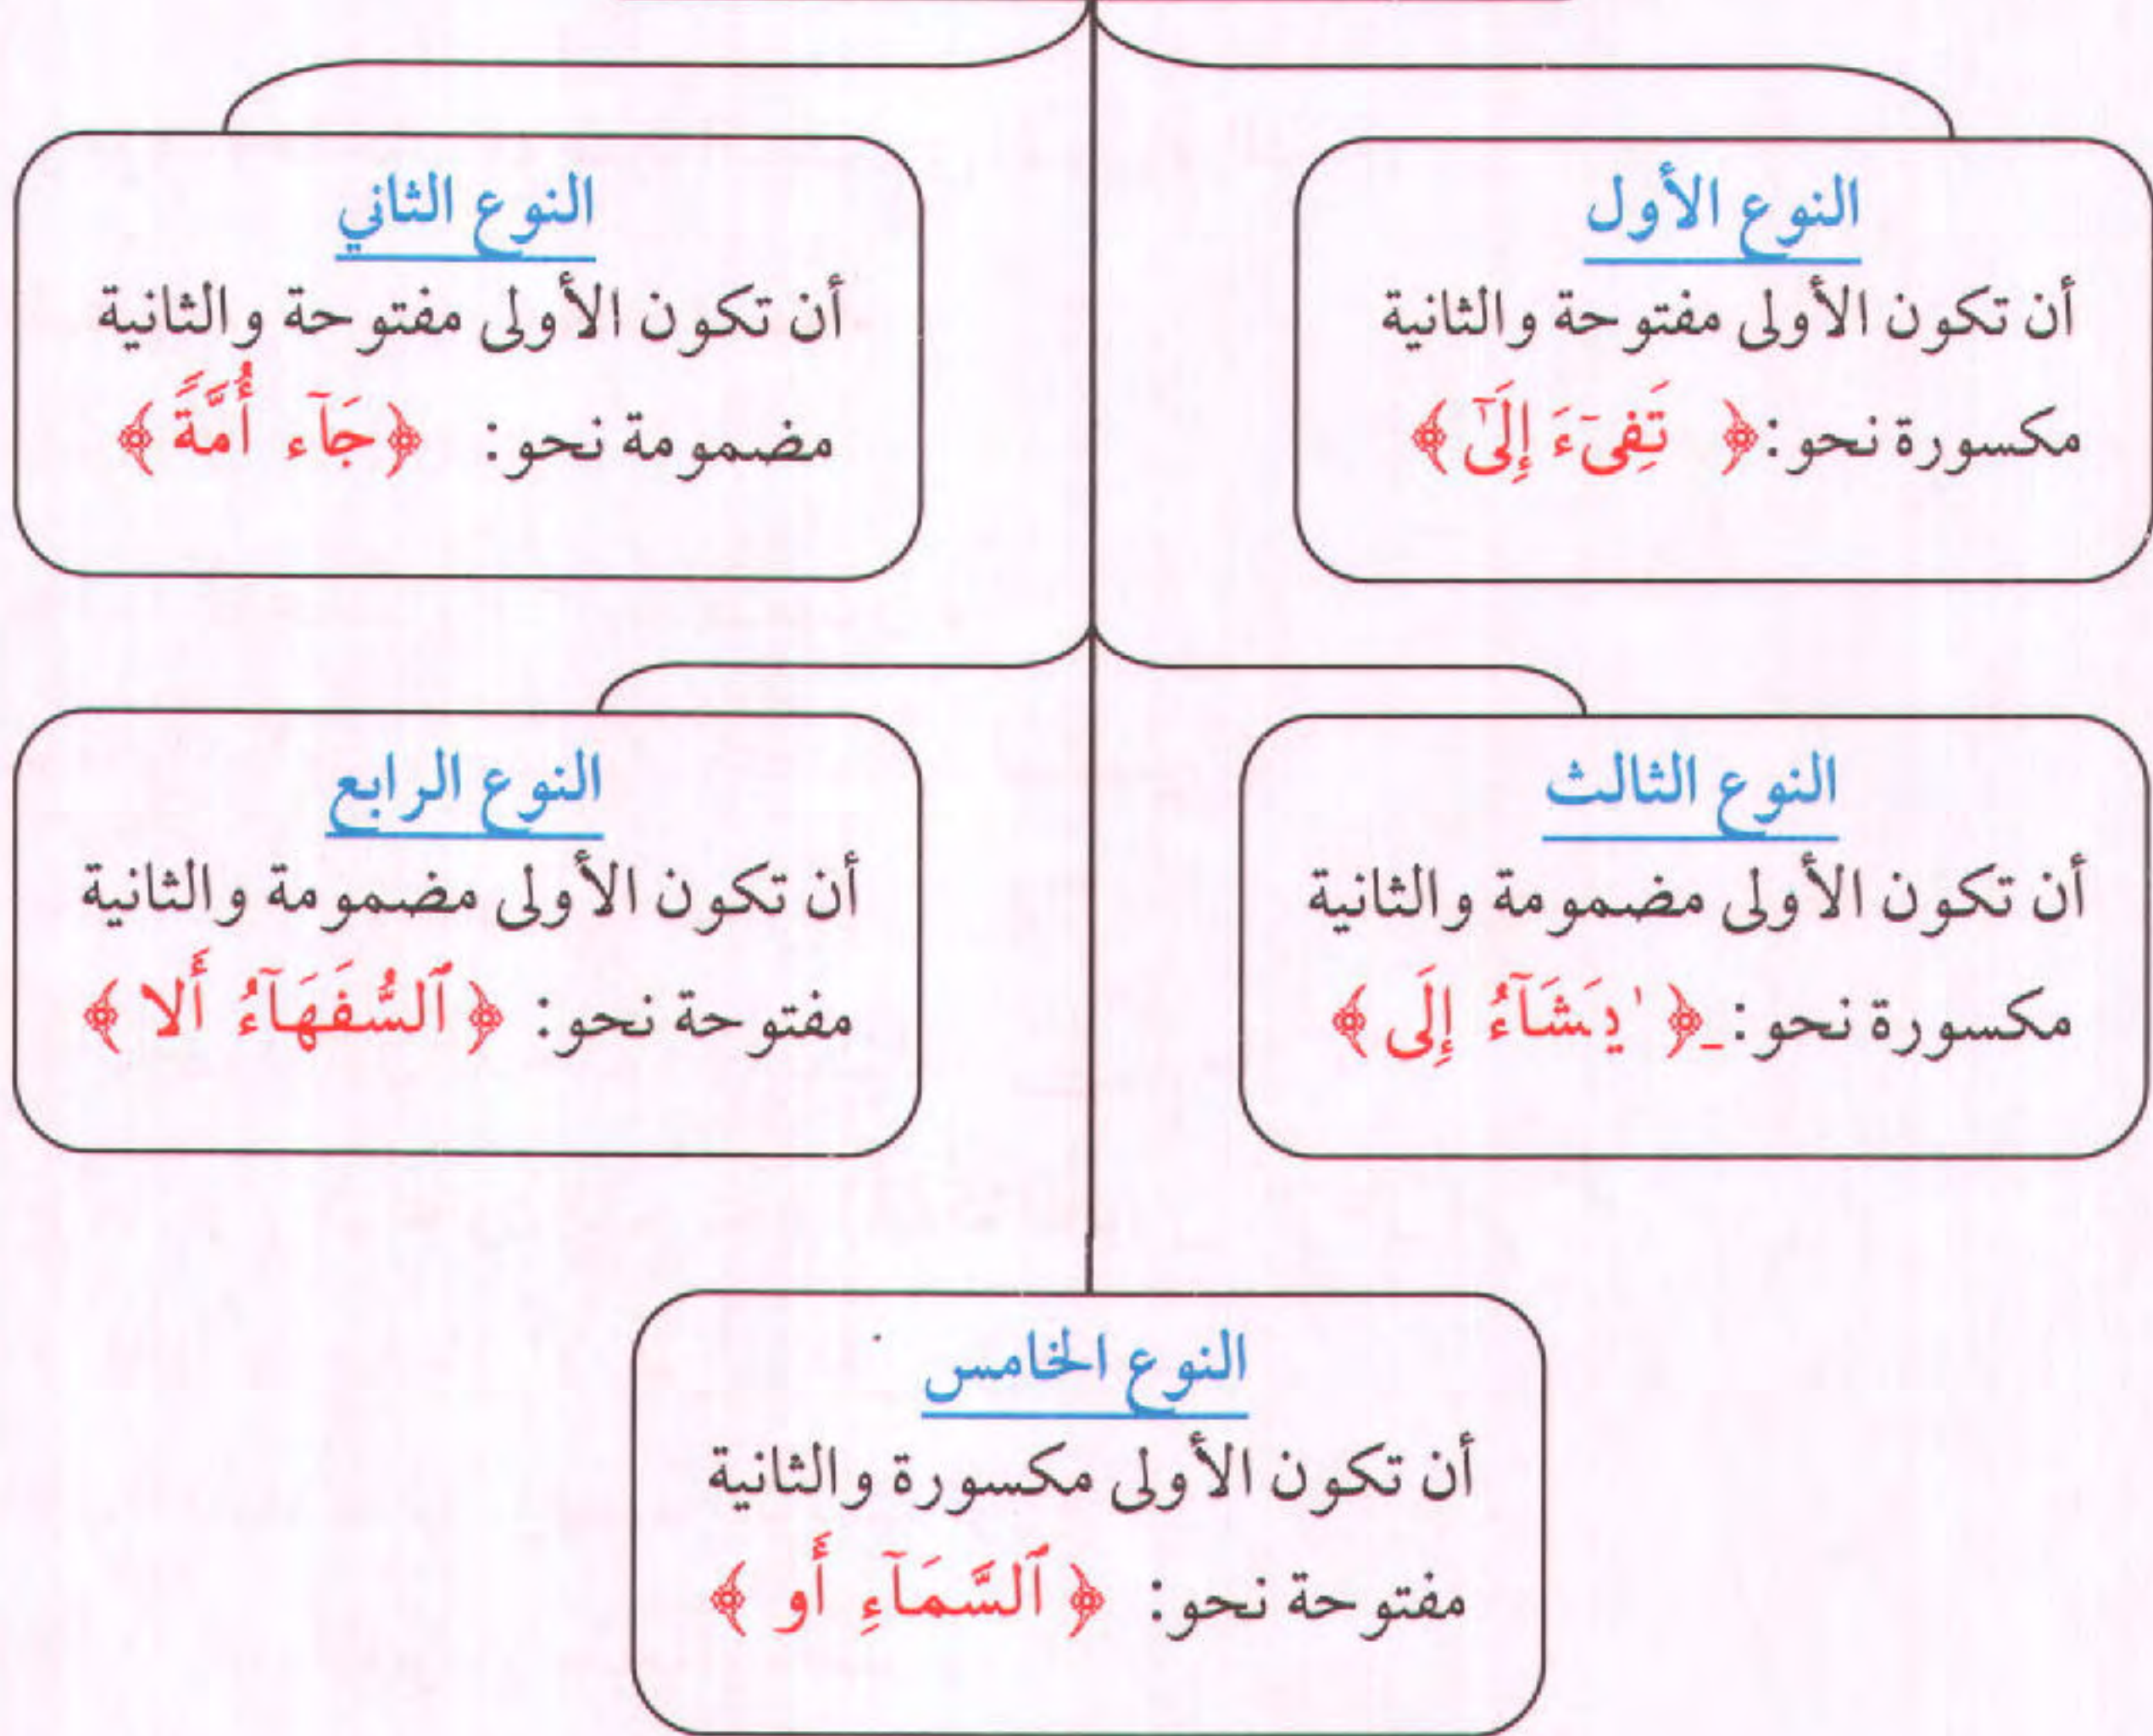 النوع الأول
أن تكون الأولى مفتوحة والثانية
مكسورة نحو: ﴿ تَفِىٓءَ إِلَىٰٓ ﴾
النوع الثاني
أن تكون الأولى مفتوحة والثانية
مضمومة نحو: ﴿جَآء أُمَّةً﴾
النوع الثالث
أن تكون الأولى مضمومة والثانية
مكسورة نحو: ﴿ يَشَآءُ إِلَى ﴾
النوع الرابع
أن تكون الأولى مضمومة والثانية
مفتوحة نحو: ﴿ ٱلسُّفَهَآءُ أَلا ﴾
النوع الخامس
أن تكون الأولى مكسورة والثانية
مفتوحة نحو: ﴿ ٱلسَّمَآءِ أَو ﴾